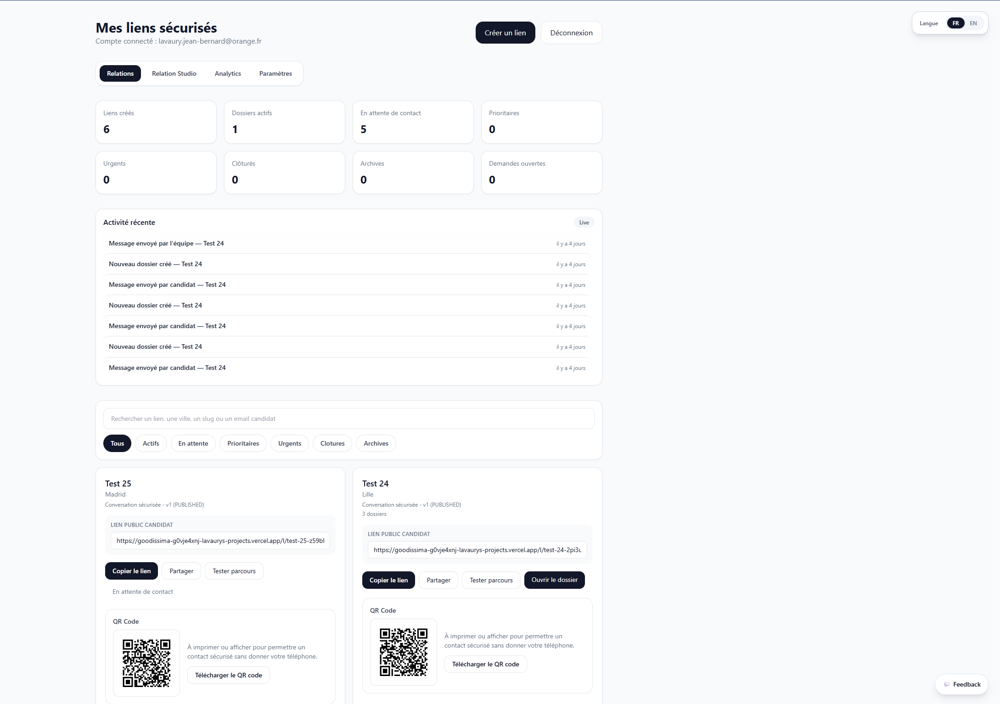 Mes liens sécurisés
Compte connecté : lavaury.jean-bernard@orange.fr
Créer un lien
Déconnexion
Langue
FR
EN
Relations
Relation Studio
Analytics
Paramètres
Liens créés
6
Dossiers actifs
1
En attente de contact
5
Prioritaires
0
Urgents
0
Clôturés
0
Archives
0
Demandes ouvertes
0
Activité récente
Live
Message envoyé par l'équipe — Test 24
il y a 4 jours
Nouveau dossier créé — Test 24
il y a 4 jours
Message envoyé par candidat — Test 24
il y a 4 jours
Nouveau dossier créé — Test 24
il y a 4 jours
Message envoyé par candidat — Test 24
il y a 4 jours
Nouveau dossier créé — Test 24
il y a 4 jours
Message envoyé par candidat — Test 24
il y a 4 jours
Rechercher un lien, une ville, un slug ou un email candidat
Tous
Actifs
En attente
Prioritaires
Urgents
Clotures
Archives
Test 25
Madrid
Conversation sécurisée - v1 (PUBLISHED)
LIEN PUBLIC CANDIDAT
https://goodissima-g0vje4xnj-lavaurys-projects.vercel.app/l/test-25-z59bl
Copier le lien
Partager
Tester parcours
En attente de contact
QR Code
À imprimer ou afficher pour permettre un
contact sécurisé sans donner votre téléphone.
Télécharger le QR code
Test 24
Lille
Conversation sécurisée - v1 (PUBLISHED)
3 dossiers
LIEN PUBLIC CANDIDAT
https://goodissima-g0vje4xnj-lavaurys-projects.vercel.app/l/test-24-2pi3u
Copier le lien
Partager
Tester parcours
Ouvrir le dossier
QR Code
À imprimer ou afficher pour permettre un
contact sécurisé sans donner votre téléphone.
Télécharger le QR code
Feedback